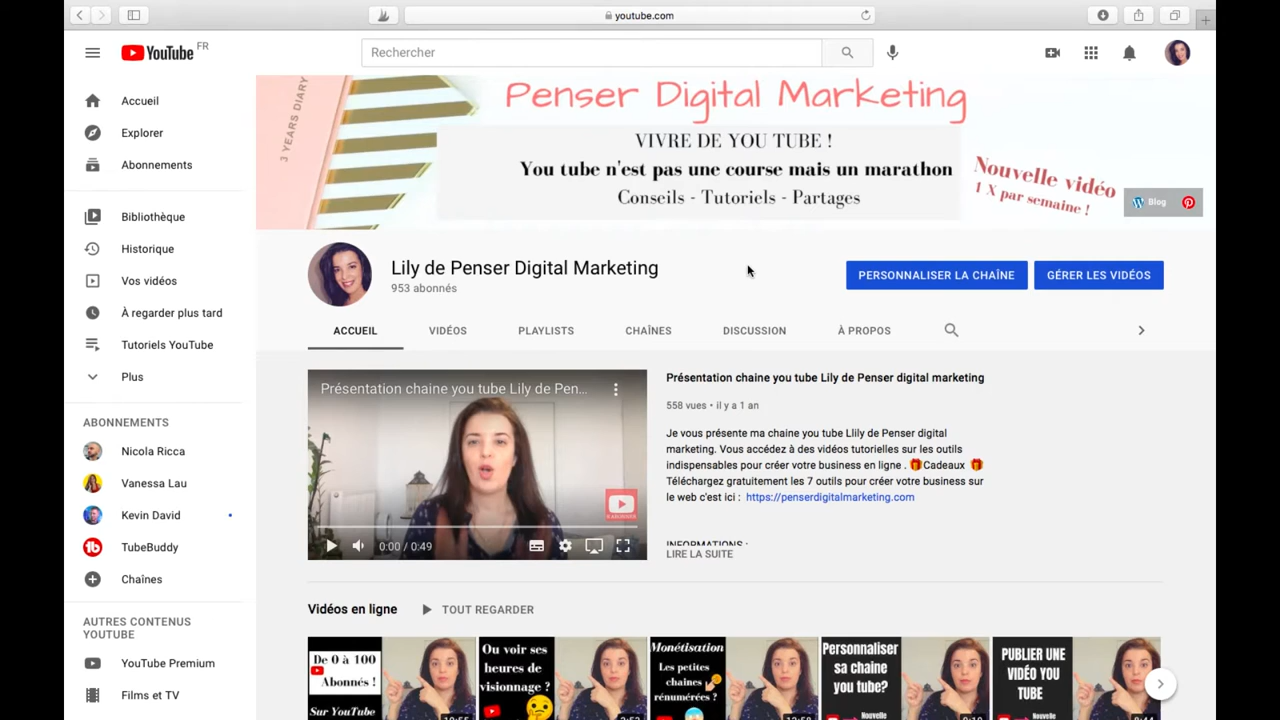 youtube.com
YouTube FR
Rechercher
Accueil
Explorer
Abonnements
Bibliothèque
Historique
Vos vidéos
À regarder plus tard
Tutoriels YouTube
Plus
ABONNEMENTS
Nicola Ricca
Vanessa Lau
Kevin David
TubeBuddy
Chaînes
AUTRES CONTENUS
YOUTUBE
YouTube Premium
Films et TV
3 YEARS DIARY
Penser Digital Marketing
VIVRE DE YOU TUBE !
You tube n'est pas une course mais un marathon
Conseils - Tutoriels - Partages
Nouvelle vidéo
1 X par semaine !
Blog
Lily de Penser Digital Marketing
953 abonnés
PERSONNALISER LA CHAÎNE
GÉRER LES VIDÉOS
ACCUEIL
VIDÉOS
PLAYLISTS
CHAÎNES
DISCUSSION
À PROPOS
Présentation chaine you tube Lily de Pen...
0:00 / 0:49
Présentation chaine you tube Lily de Penser digital marketing
558 vues • il y a 1 an
Je vous présente ma chaine you tube Llily de Penser digital
marketing. Vous accédez à des vidéos tutorielles sur les outils
indispensables pour créer votre business en ligne . 🎁Cadeaux 🎁
Téléchargez gratuitement les 7 outils pour créer votre business sur
le web c'est ici : https://penserdigitalmarketing.com
INFORMATIONS :
LIRE LA SUITE
Vidéos en ligne
TOUT REGARDER
De 0 à 100
Abonnés !
Sur YouTube
Ou voir ses
heures de
visionnage ?
Monétisation
Les petites
chaines
rénumérées ?
Personnaliser
sa chaine
you tube?
Nouvelle
PUBLIER UNE
VIDÉO YOU
TUBE